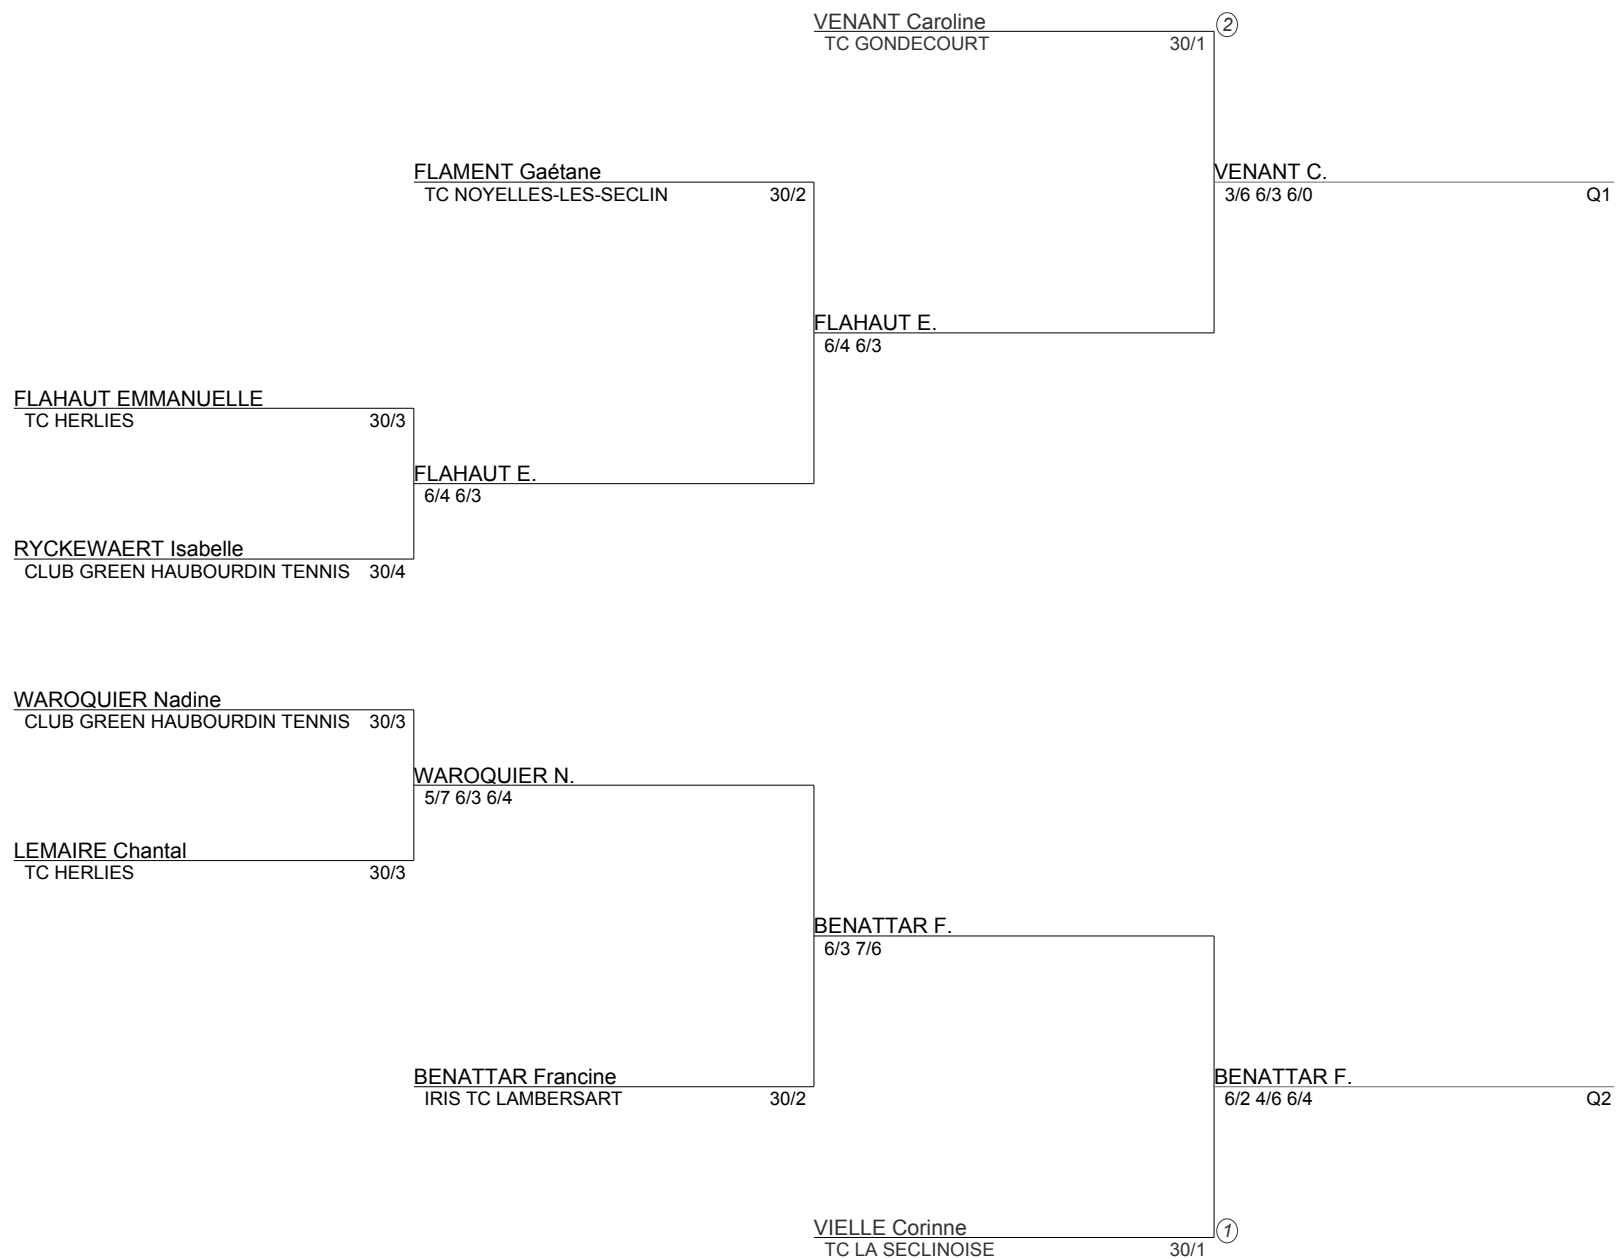 VENANT Caroline 2
TC GONDECOURT 30/1
FLAMENT Gaétane
TC NOYELLES-LES-SECLIN 30/2
VENANT C.
3/6 6/3 6/0 Q1
FLAHAUT E.
6/4 6/3
FLAHAUT EMMANUELLE
TC HERLIES 30/3
FLAHAUT E.
6/4 6/3
RYCKEWAERT Isabelle
CLUB GREEN HAUBOURDIN TENNIS 30/4
WAROQUIER Nadine
CLUB GREEN HAUBOURDIN TENNIS 30/3
WAROQUIER N.
5/7 6/3 6/4
LEMAIRE Chantal
TC HERLIES 30/3
BENATTAR F.
6/3 7/6
BENATTAR Francine
IRIS TC LAMBERSART 30/2
BENATTAR F.
6/2 4/6 6/4 Q2
VIELLE Corinne 1
TC LA SECLINOISE 30/1